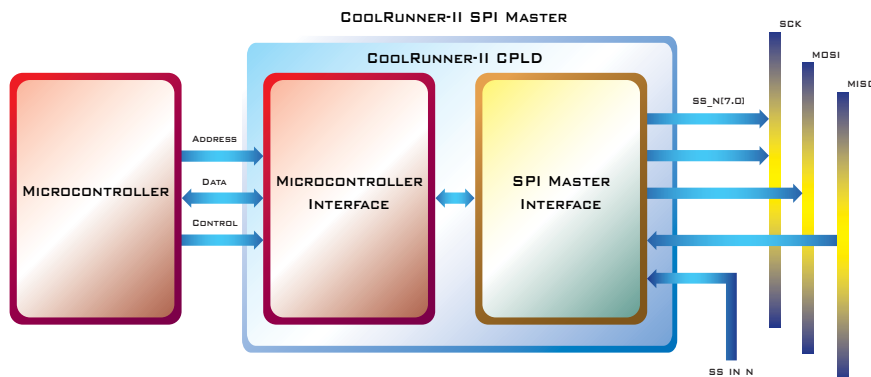 CoolRunner-II SPI Master
CoolRunner-II CPLD
SCK
MOSI
MISO
SS_N[7.0]
Address
Microcontroller
Data
Control
Microcontroller
Interface
SPI Master
Interface
SS IN N